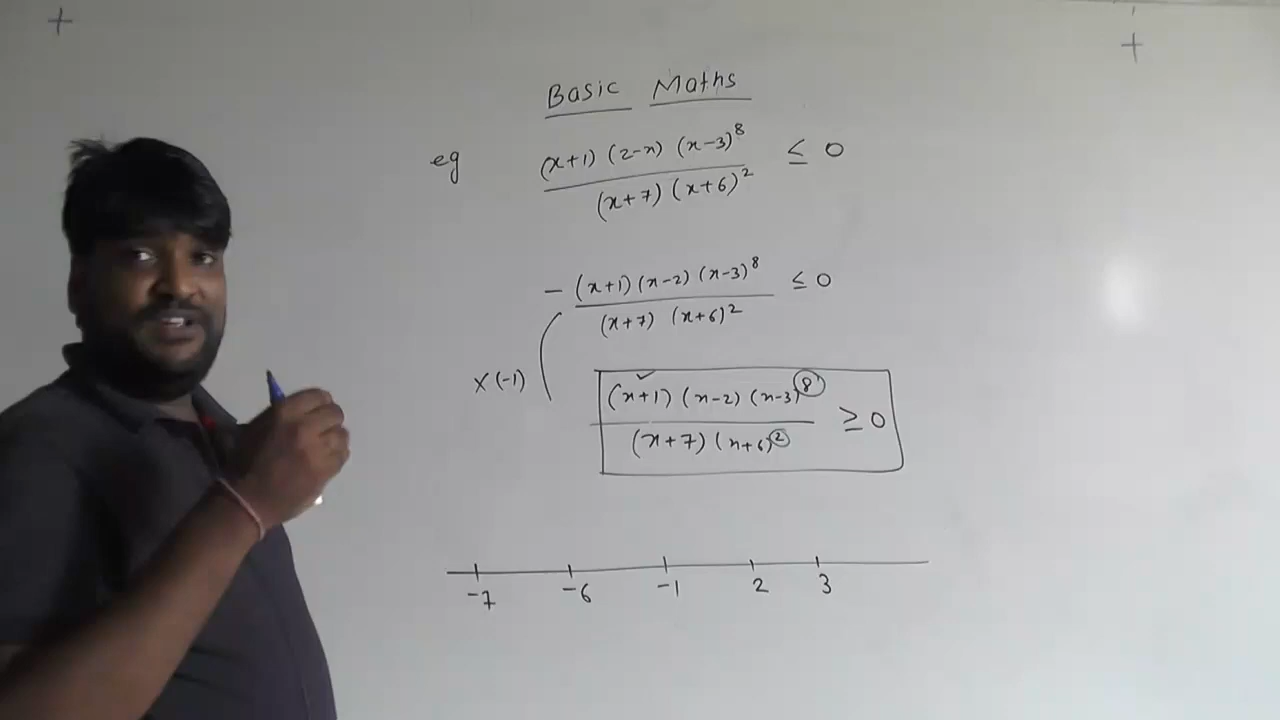 Basic Maths
eg (x+1) (2-x) (x-3)^8 / (x+7) (x+6)^2 ≤ 0
- (x+1) (x-2) (x-3)^8 / (x+7) (x+6)^2 ≤ 0
x (-1)
(x+1) (x-2) (x-3)^8 / (x+7) (x+6)^2 ≥ 0
-7 -6 -1 2 3